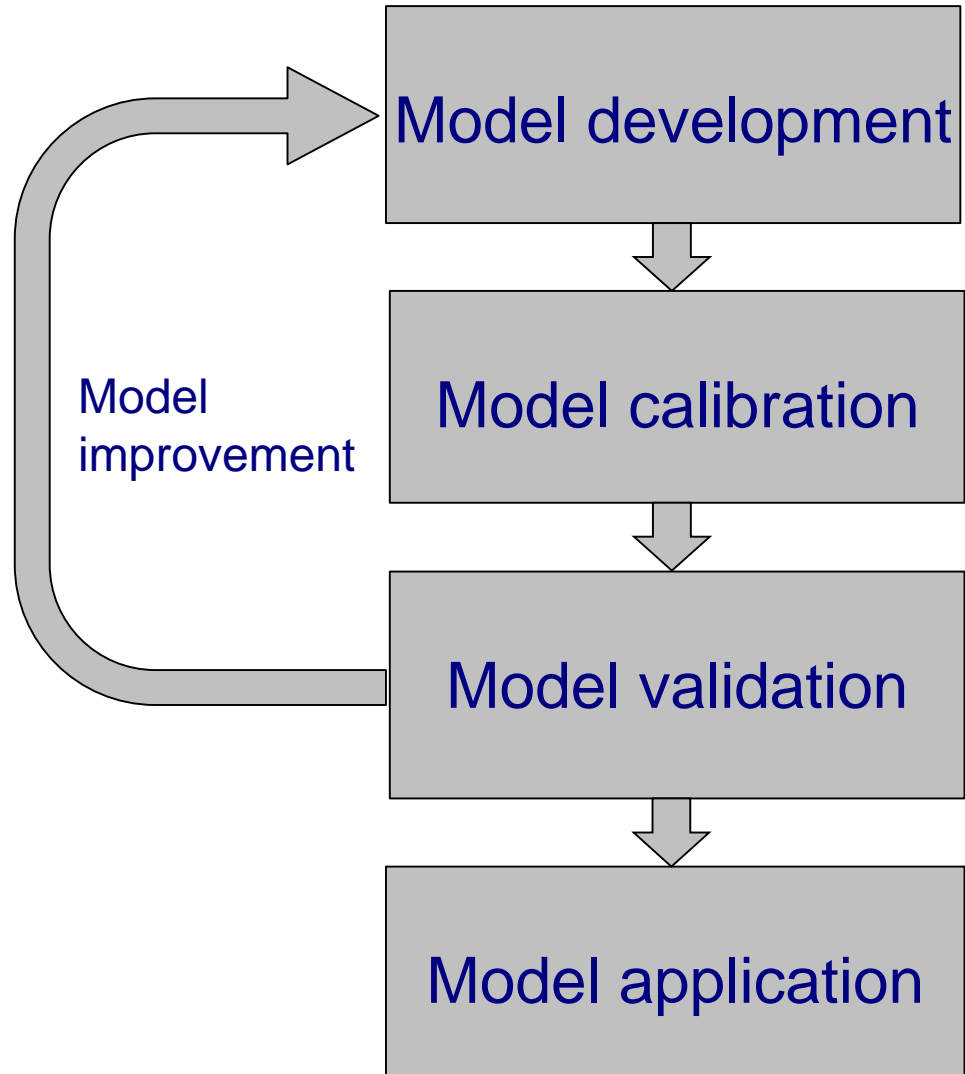 Model development
Model calibration
Model
improvement
Model validation
Model application